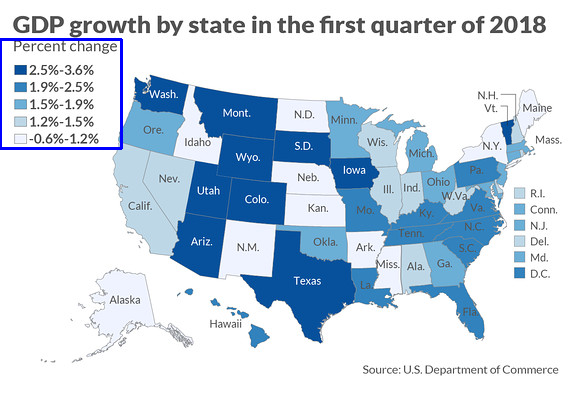 GDP growth by state in the first quarter of 2018
Percent change
2.5%-3.6%
1.9%-2.5%
1.5%-1.9%
1.2%-1.5%
-0.6%-1.2%
Wash.
Mont.
N.D.
Minn.
N.H.
Vt.
Maine
Ore.
Idaho
S.D.
Wis.
Mich.
N.Y.
Mass.
Wyo.
Neb.
Iowa
Pa.
Nev.
Utah
Colo.
Ill.
Ind.
Ohio
W.Va.
Va.
R.I.
Calif.
Kan.
Mo.
Ky.
Conn.
Ariz.
N.M.
Okla.
Ark.
Tenn.
N.C.
N.J.
Texas
La.
Miss.
Ala.
Ga.
S.C.
Del.
Md.
D.C.
Alaska
Hawaii
Fla.
Source: U.S. Department of Commerce